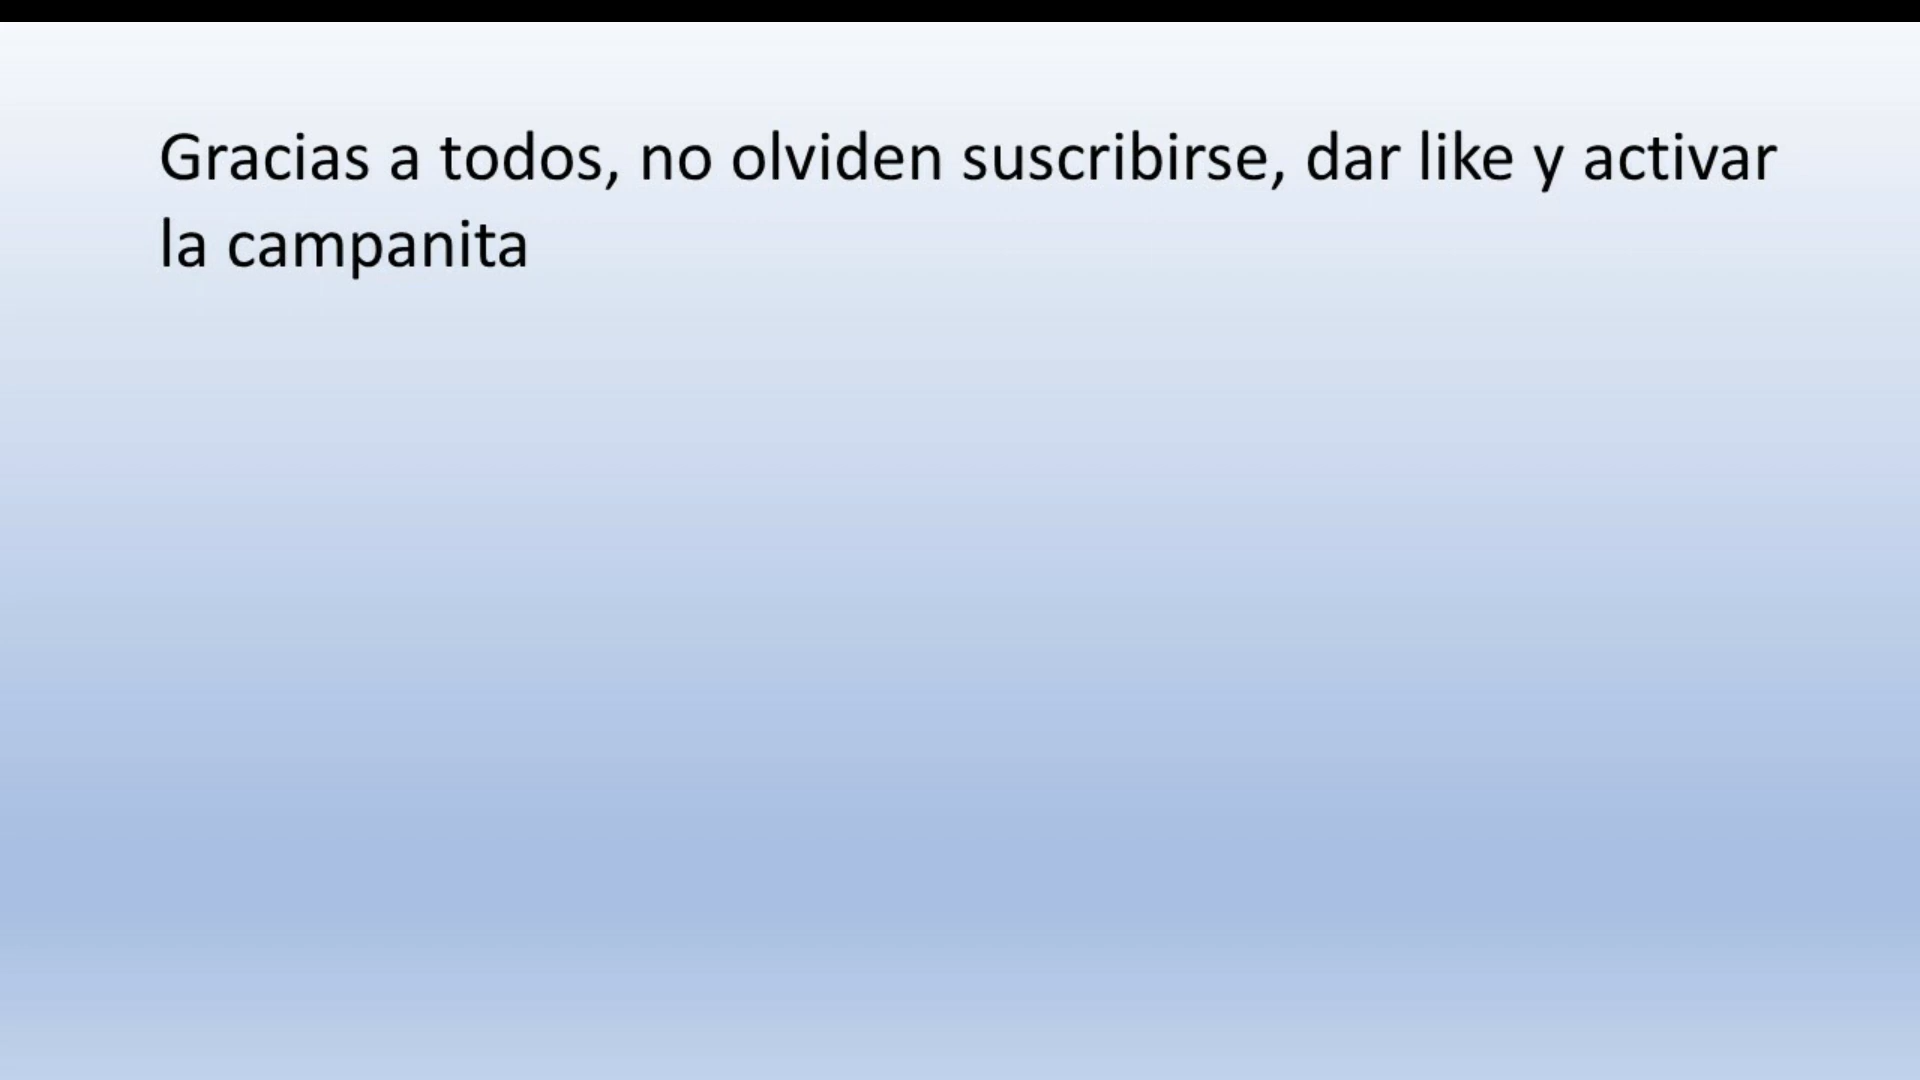 Gracias a todos, no olviden suscribirse, dar like y activar
la campanita